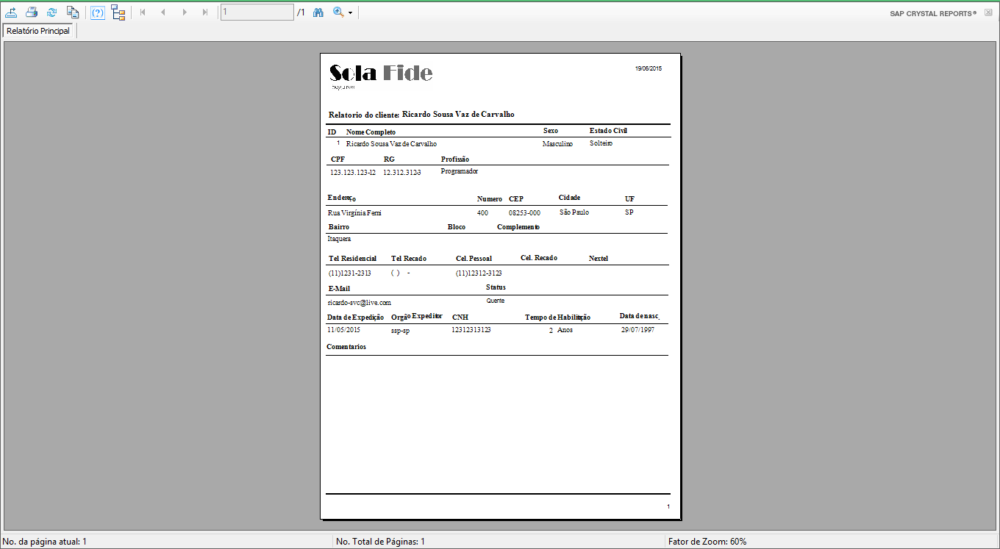 1 /1 SAP CRYSTAL REPORTS®
Relatório Principal
Sola Fide 19/06/2015
Seguros
Relatorio do cliente: Ricardo Sousa Vaz de Carvalho
ID Nome Completo Sexo Estado Civil
1 Ricardo Sousa Vaz de Carvalho Masculino Solteiro
CPF RG Profissão
123.123.123-12 12.312.312-3 Programador
Endereço Numero CEP Cidade UF
Rua Virgínia Ferni 400 08253-000 São Paulo SP
Bairro Bloco Complemento
Itaquera
Tel Residencial Tel Recado Cel. Pessoal Cel. Recado Nextel
(11)1231-2313 ( ) - (11)12312-3123
E-Mail Status
ricardo-svc@live.com Quente
Data de Expedição Orgão Expeditor CNH Tempo de Habilitação Data de nasc.
11/05/2015 ssp-sp 12312313123 2 Anos 29/07/1997
Comentarios
1
No. da página atual: 1 No. Total de Páginas: 1 Fator de Zoom: 60%